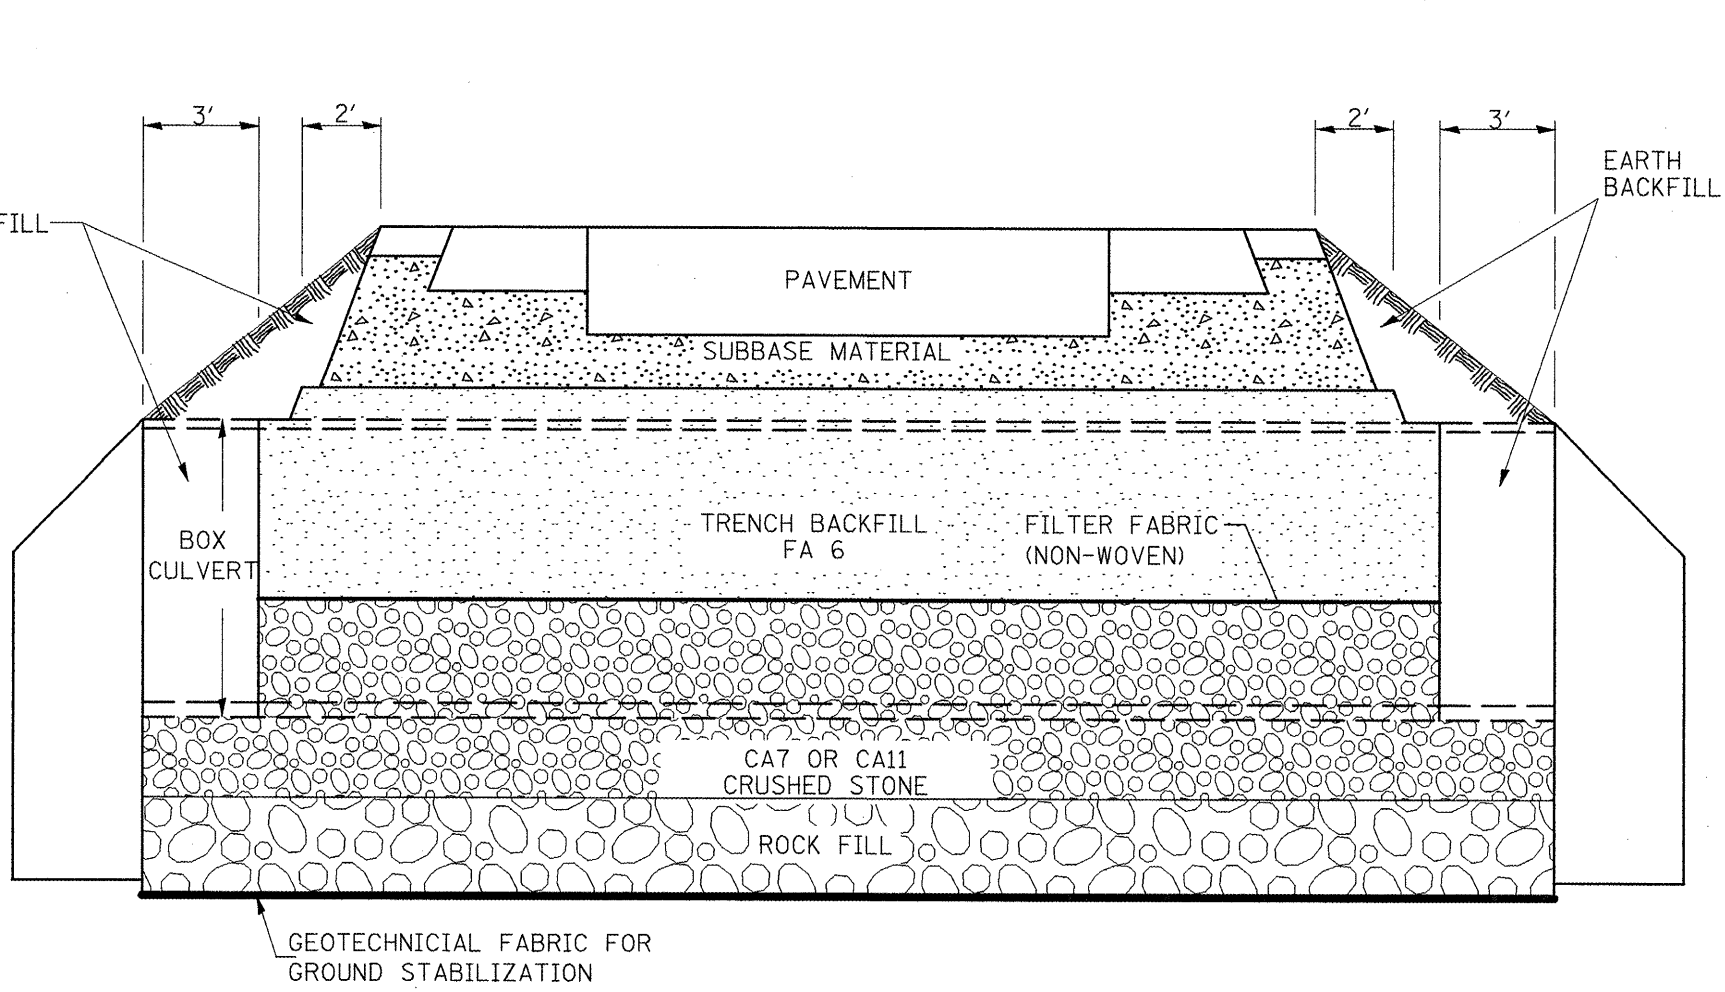 3'
2'
2'
3'
EARTH
BACKFILL
FILL
PAVEMENT
SUBBASE MATERIAL
TRENCH BACKFILL
FA 6
FILTER FABRIC
(NON-WOVEN)
BOX
CULVERT
CA7 OR CA11
CRUSHED STONE
ROCK FILL
GEOTECHNICIAL FABRIC FOR
GROUND STABILIZATION